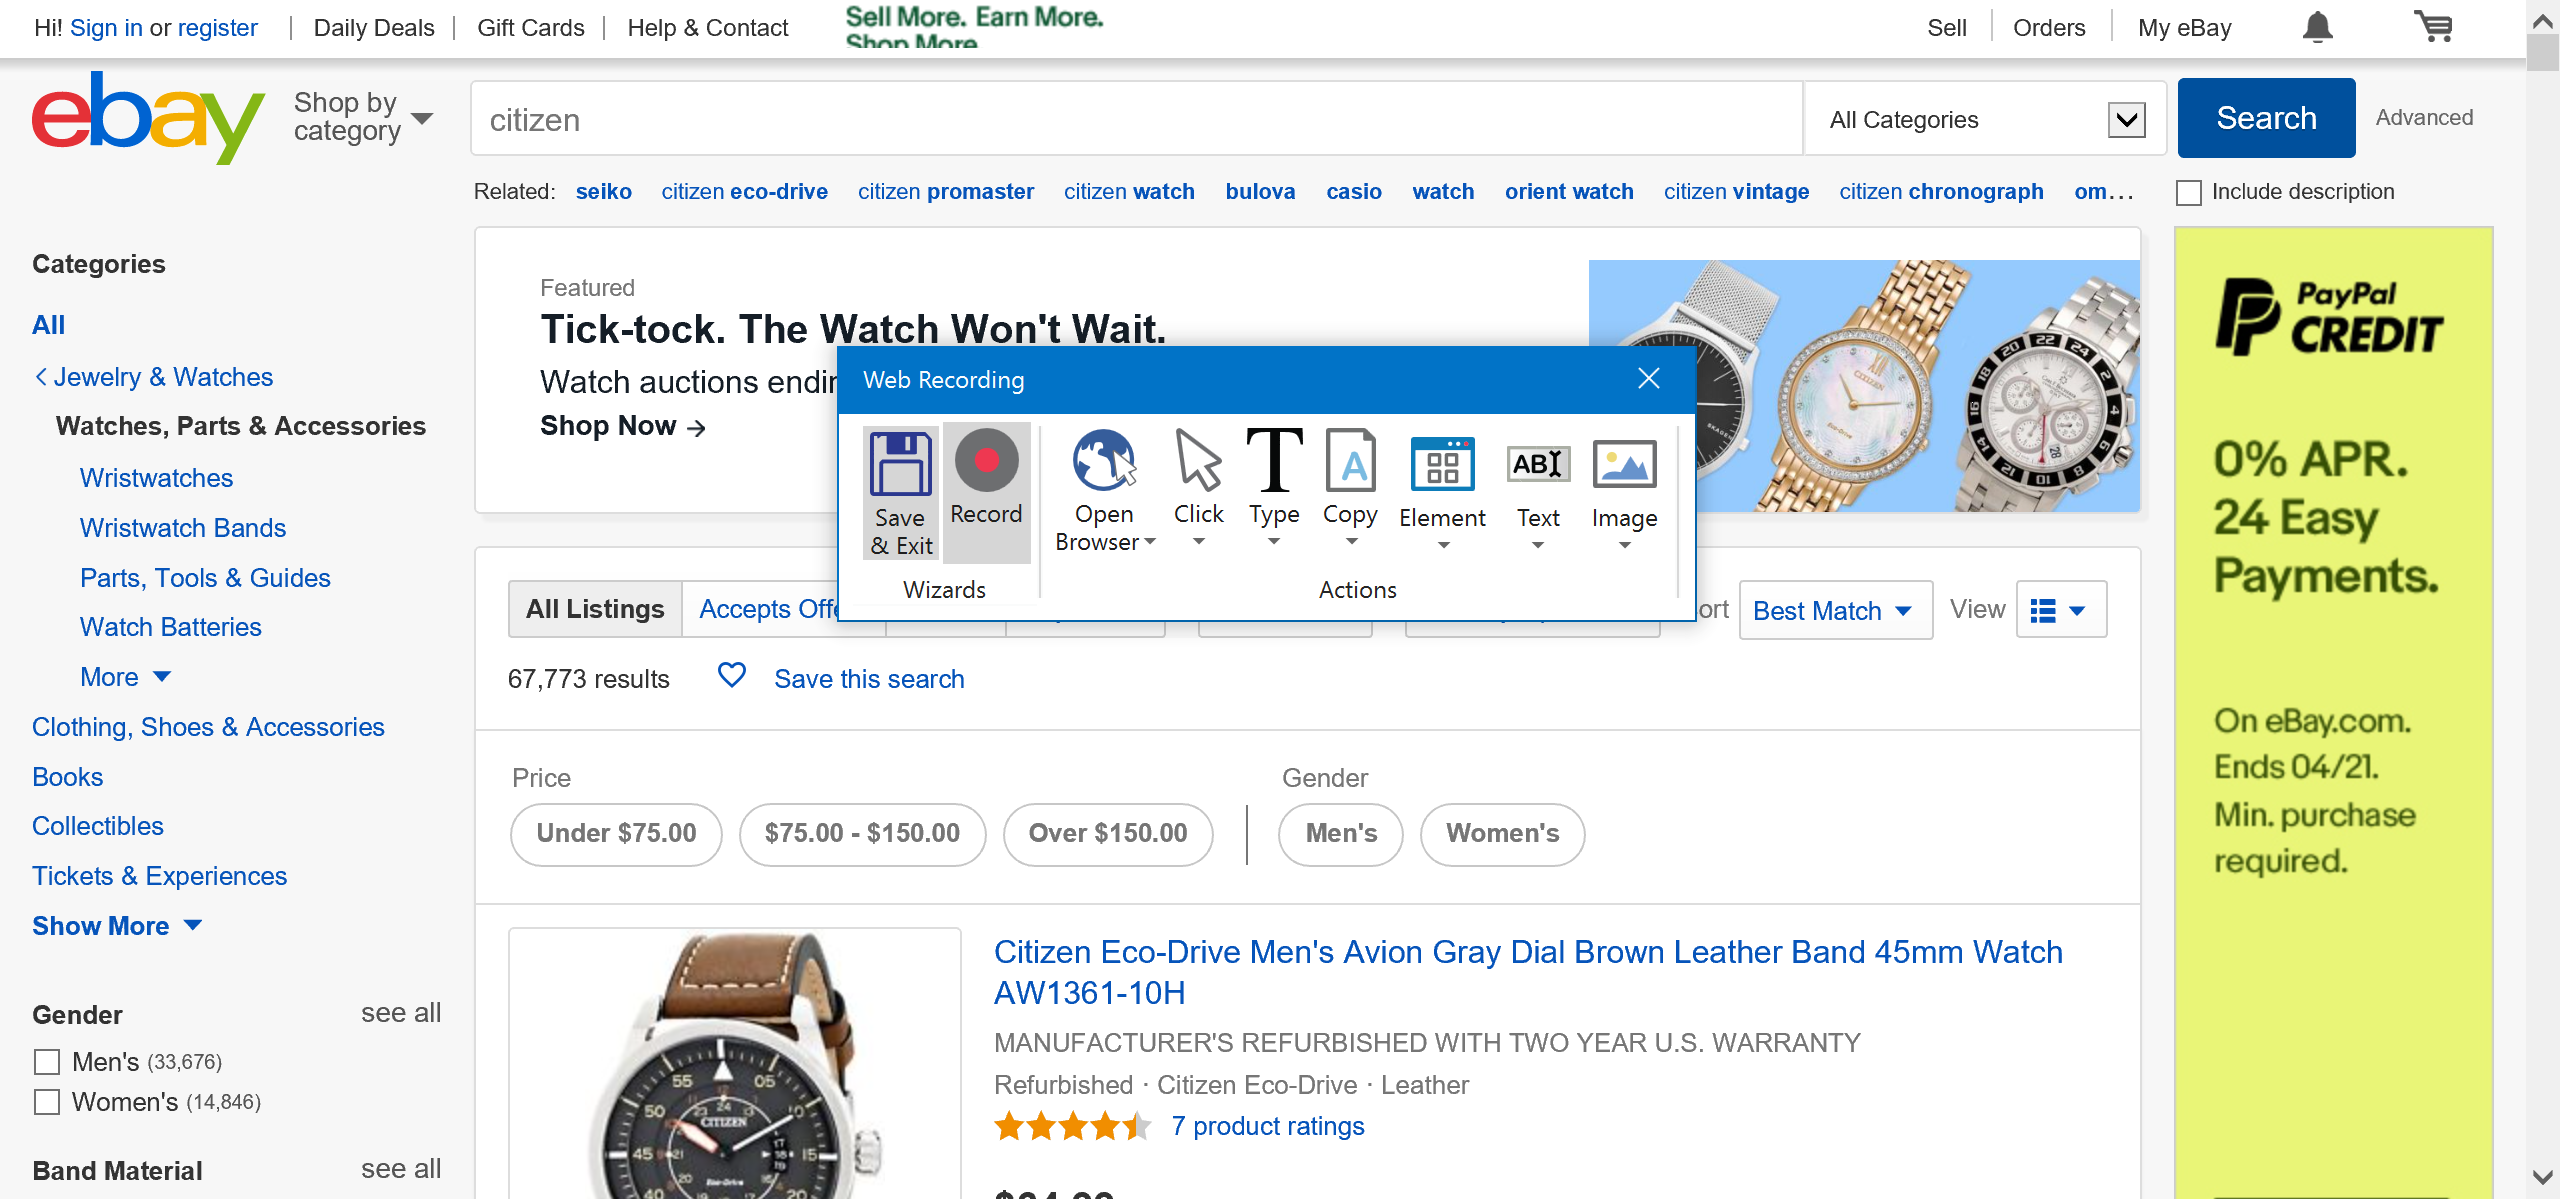 Hi! Sign in or register
Daily Deals
Gift Cards
Help & Contact
Sell More. Earn More.
Shop More
Sell
Orders
My eBay
ebay
Shop by
category
citizen
All Categories
Search
Advanced
Related: seiko citizen eco-drive citizen promaster citizen watch bulova casio watch orient watch citizen vintage citizen chronograph om...
Include description
Categories
All
Jewelry & Watches
Watches, Parts & Accessories
Wristwatches
Wristwatch Bands
Parts, Tools & Guides
Watch Batteries
More
Clothing, Shoes & Accessories
Books
Collectibles
Tickets & Experiences
Show More
Gender see all
Men's (33,676)
Women's (14,846)
Band Material see all
Featured
Tick-tock. The Watch Won't Wait.
Watch auctions endin
Shop Now →
Web Recording
Save
& Exit
Record
Wizards
Open
Browser
Click
Type
Copy
Element
ABI
Text
Image
Actions
All Listings
Accepts Offe
ort
Best Match
View
67,773 results
Save this search
Price
Under $75.00
$75.00 - $150.00
Over $150.00
Gender
Men's
Women's
Citizen Eco-Drive Men's Avion Gray Dial Brown Leather Band 45mm Watch
AW1361-10H
MANUFACTURER'S REFURBISHED WITH TWO YEAR U.S. WARRANTY
Refurbished · Citizen Eco-Drive · Leather
7 product ratings
CITIZEN
Eco-Drive
PayPal
CREDIT
0% APR.
24 Easy
Payments.
On eBay.com.
Ends 04/21.
Min. purchase
required.